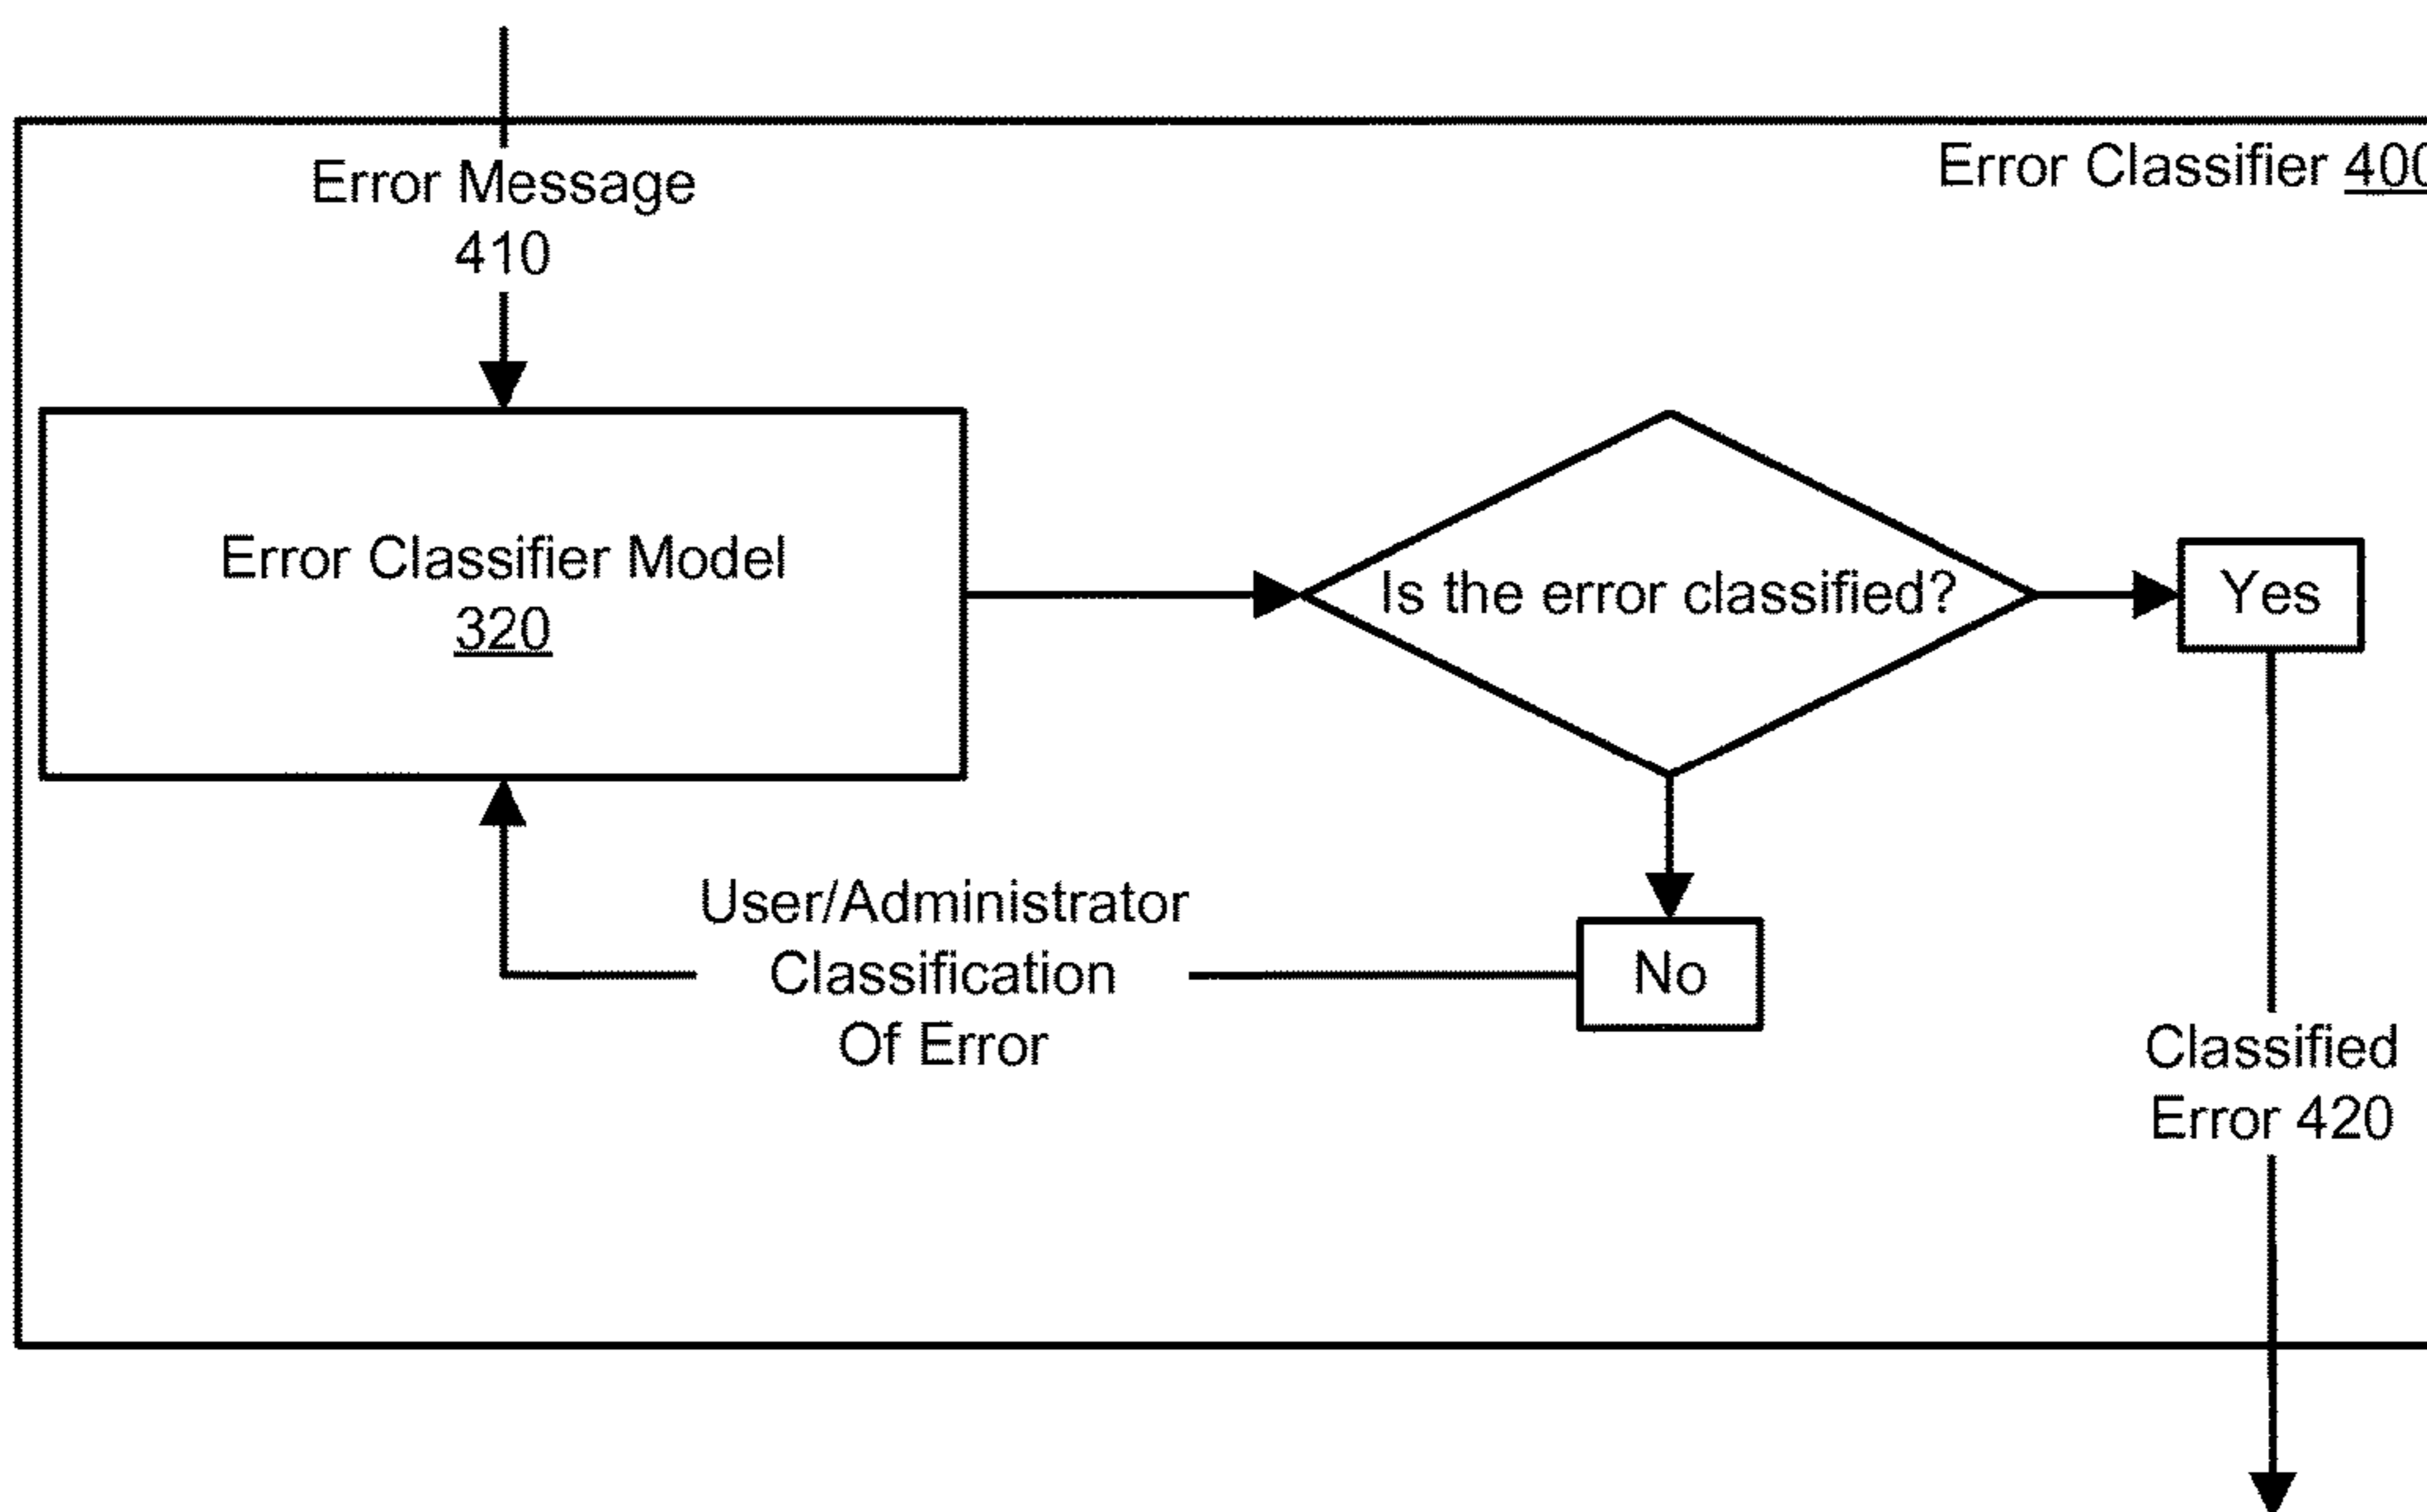 Error Message
410
Error Classifier 400
Error Classifier Model
320
Is the error classified?
Yes
User/Administrator
Classification
Of Error
No
Classified
Error 420